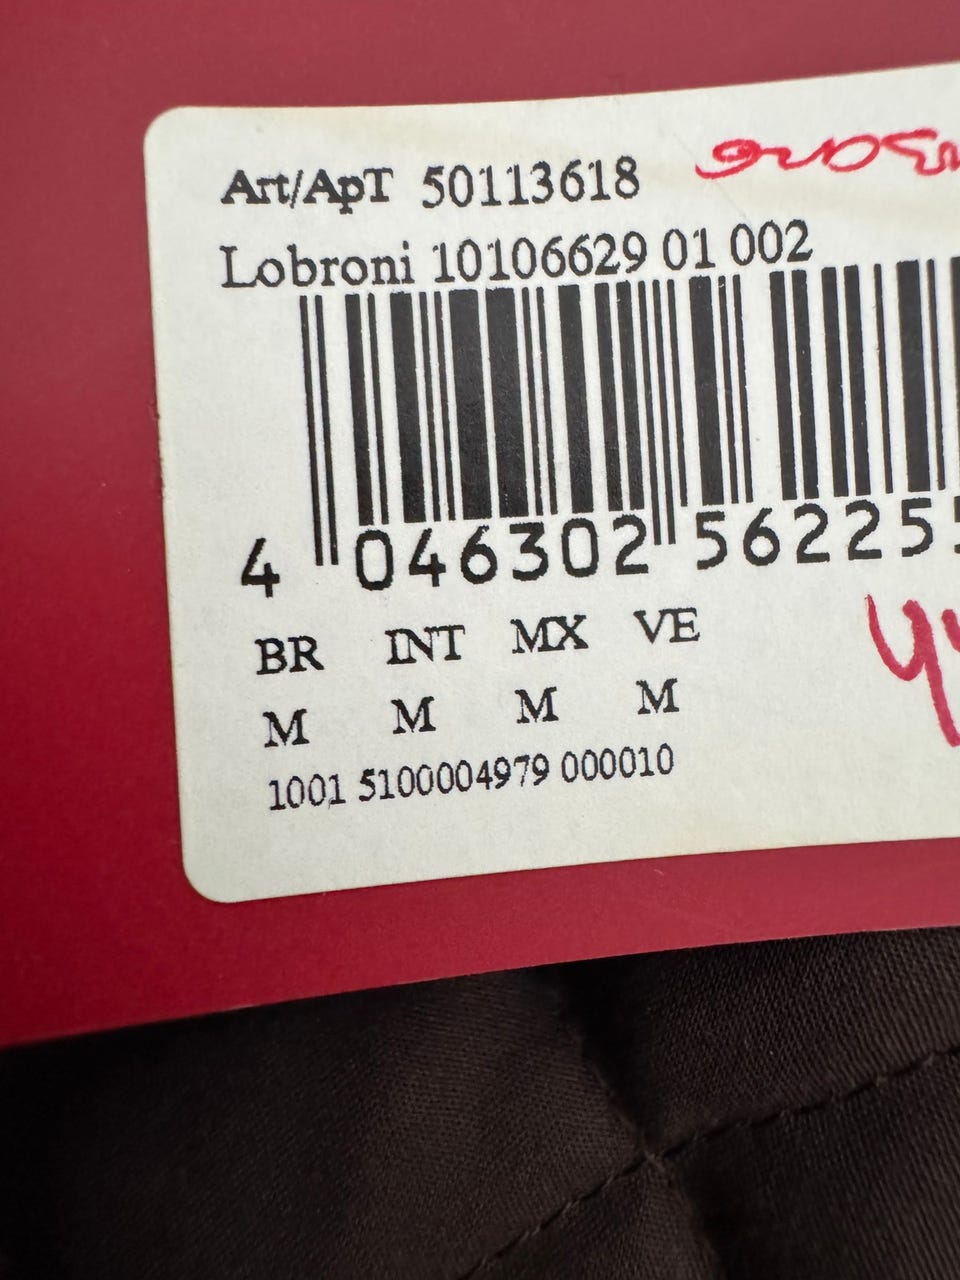 Art/ApT 50113618
Lobroni 10106629 01 002
4 046302 56225
BR INT MX VE
M M M M
1001 5100004979 000010